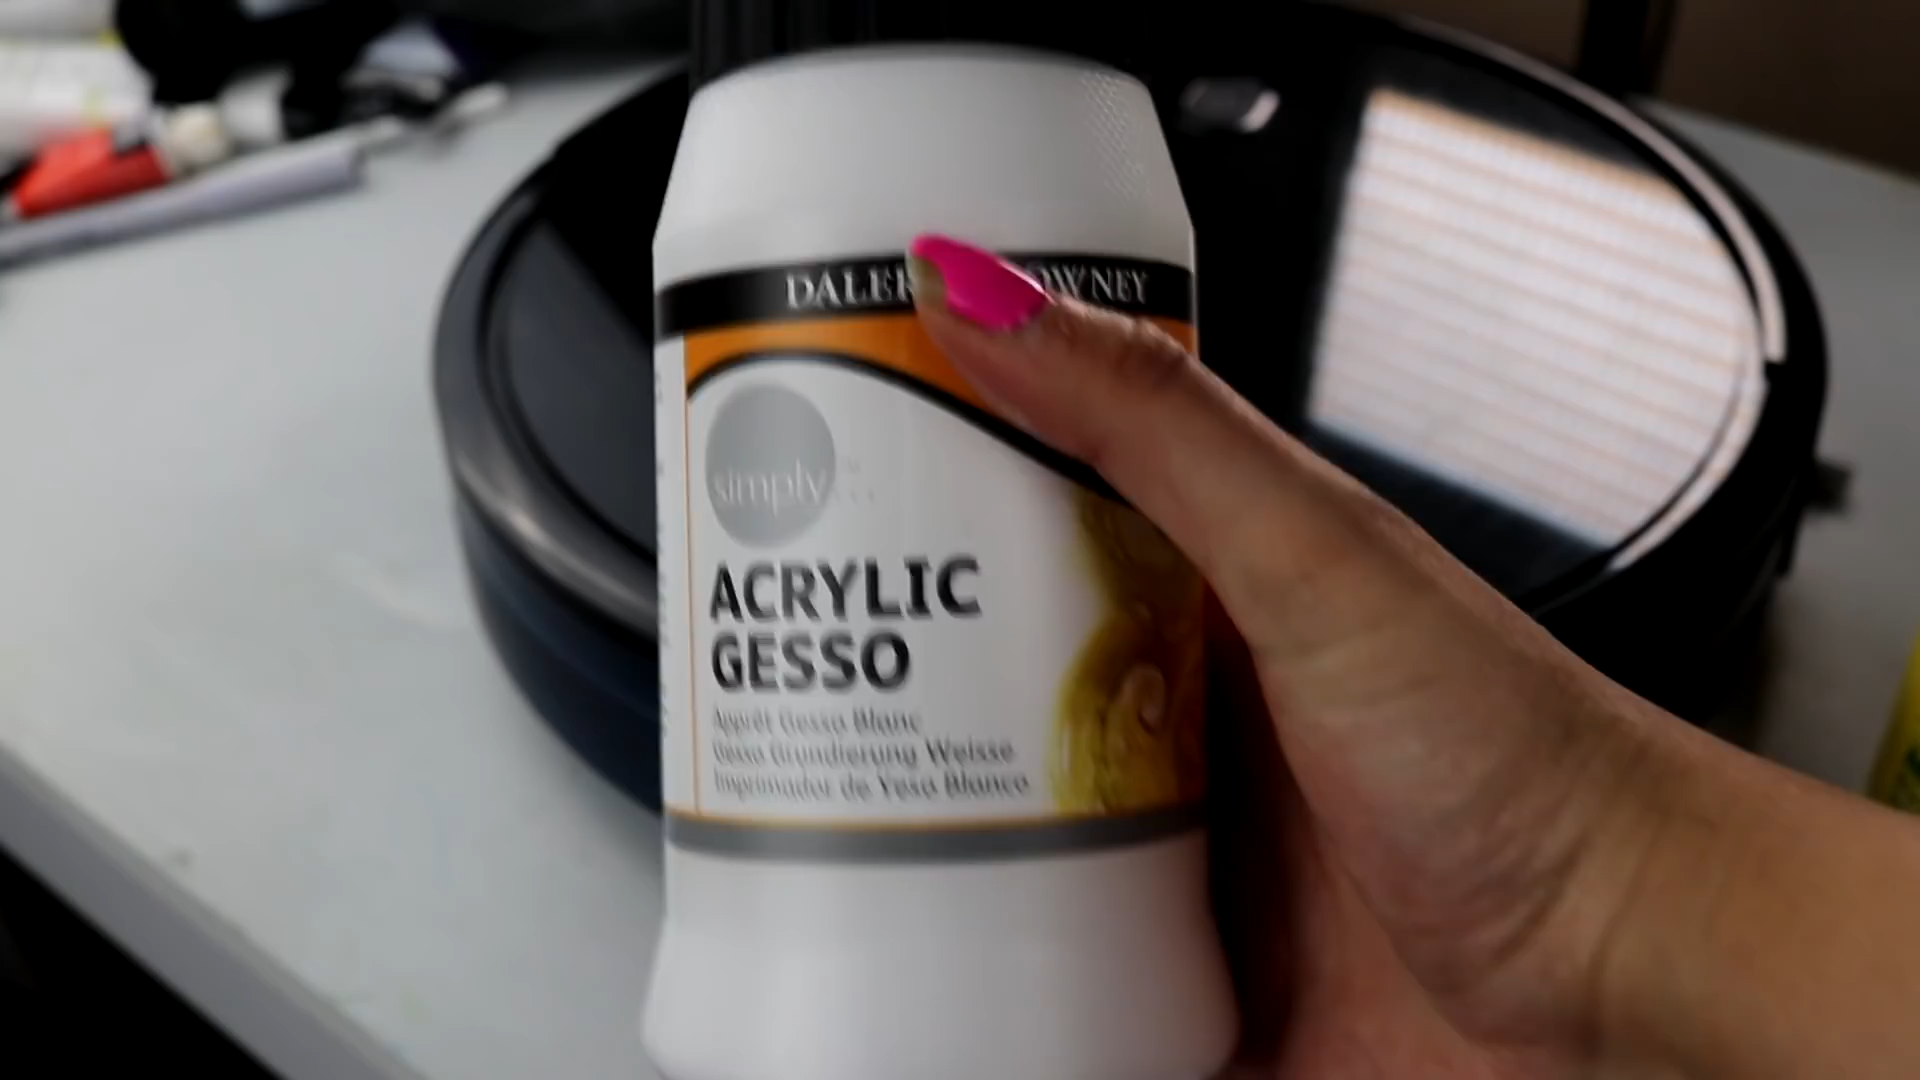 DALER OWNEY
simply
ACRYLIC
GESSO
Apprêt Gesso Blanc
Gesso Grundierung Weisse
Imprimador de Yeso Blanco